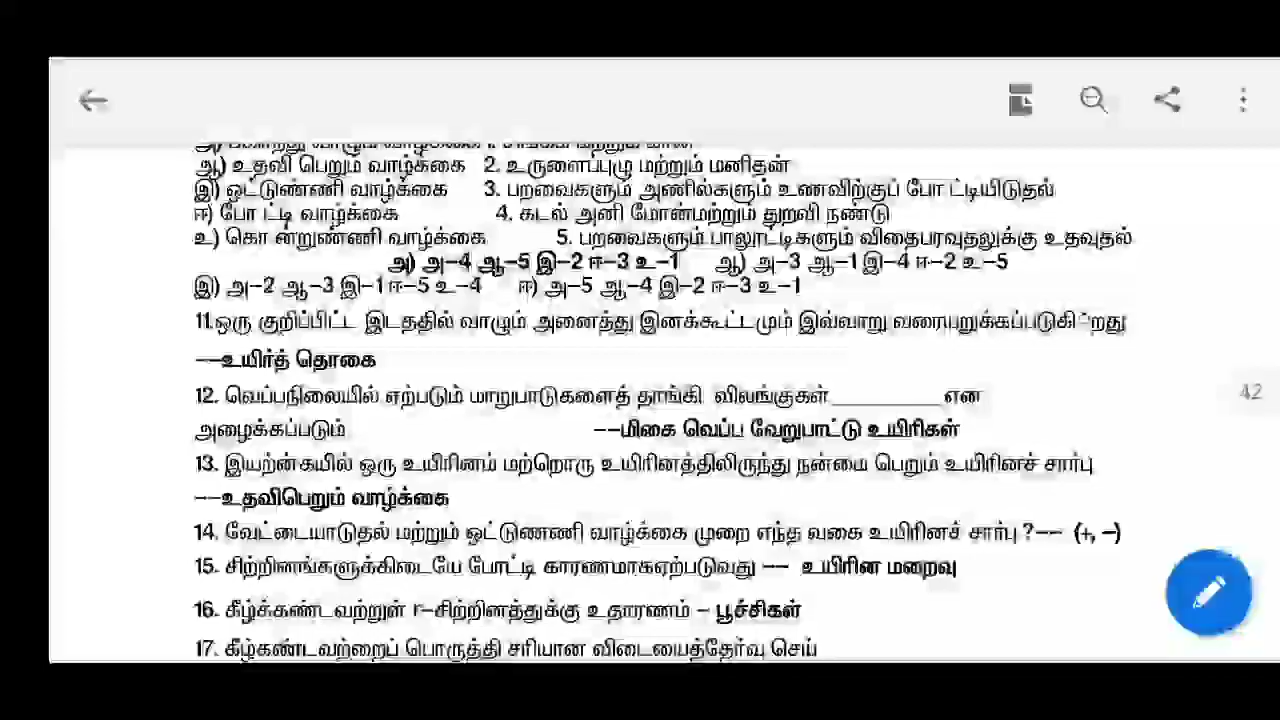 ஆ) உதவி பெறும் வாழ்க்கை 2. உருளைப்புழு மற்றும் மனிதன்
இ) ஒட்டுண்ணி வாழ்க்கை 3. பறவைகளும் அணில்களும் உணவிற்குப் போ ட்டியிடுதல்
ஈ) போ ட்டி வாழ்க்கை 4. கடல் அனி மோன்மற்றும் துறவி நண்டு
உ) கொ ன்றுண்ணி வாழ்க்கை 5. பறவைகளும் பாலூட்டிகளும் விதைபரவுதலுக்கு உதவுதல்
அ) அ-4 ஆ-5 இ-2 ஈ-3 உ-1 ஆ) அ-3 ஆ-1 இ-4 ஈ-2 உ-5
இ) அ-2 ஆ-3 இ-1 ஈ-5 உ-4 ஈ) அ-5 ஆ-4 இ-2 ஈ-3 உ-1
11.ஒரு குறிப்பிட்ட இடத்தில் வாழும் அனைத்து இனக்கூட்டமும் இவ்வாறு வரையறுக்கப்படுகிறது
--உயிர்த் தொகை
12. வெப்பநிலையில் ஏற்படும் மாறுபாடுகளைத் தாங்கி விலங்குகள் __________ என
அழைக்கப்படும் --மிகை வெப்ப வேறுபாட்டு உயிரிகள்
13. இயற்ன்கயில் ஒரு உயிரினம் மற்றொரு உயிரினத்திலிருந்து நன்மை பெறும் உயிரினச் சார்பு
--உதவிபெறும் வாழ்க்கை
14. வேட்டையாடுதல் மற்றும் ஒட்டுண்ணி வாழ்க்கை முறை எந்த வகை உயிரினச் சார்பு ?-- (+, -)
15. சிற்றினங்களுக்கிடையே போட்டி காரணமாகஏற்படுவது -- உயிரின மறைவு
16. கீழ்க்கண்டவற்றுள் r-சிற்றினத்துக்கு உதாரணம் - பூச்சிகள்
17. கீழ்கண்டவற்றைப் பொருத்தி சரியான விடையைத்தேர்வு செய்
42